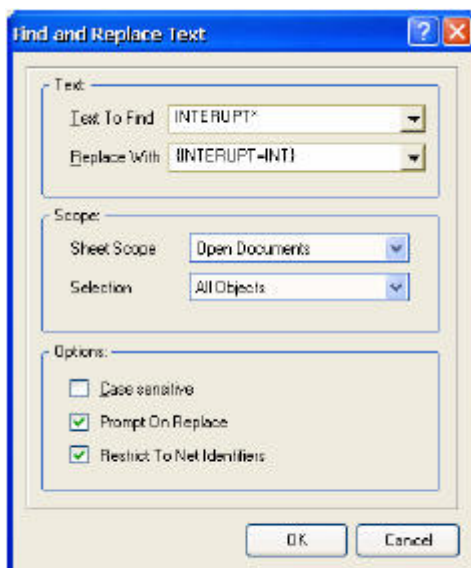 Find and Replace Text
Text
Text To Find INTERUPT*
Replace With {INTERUPT=INT}
Scope:
Sheet Scope Open Documents
Selection All Objects
Options:
Case sensitive
Prompt On Replace
Restrict To Net Identifiers
OK Cancel